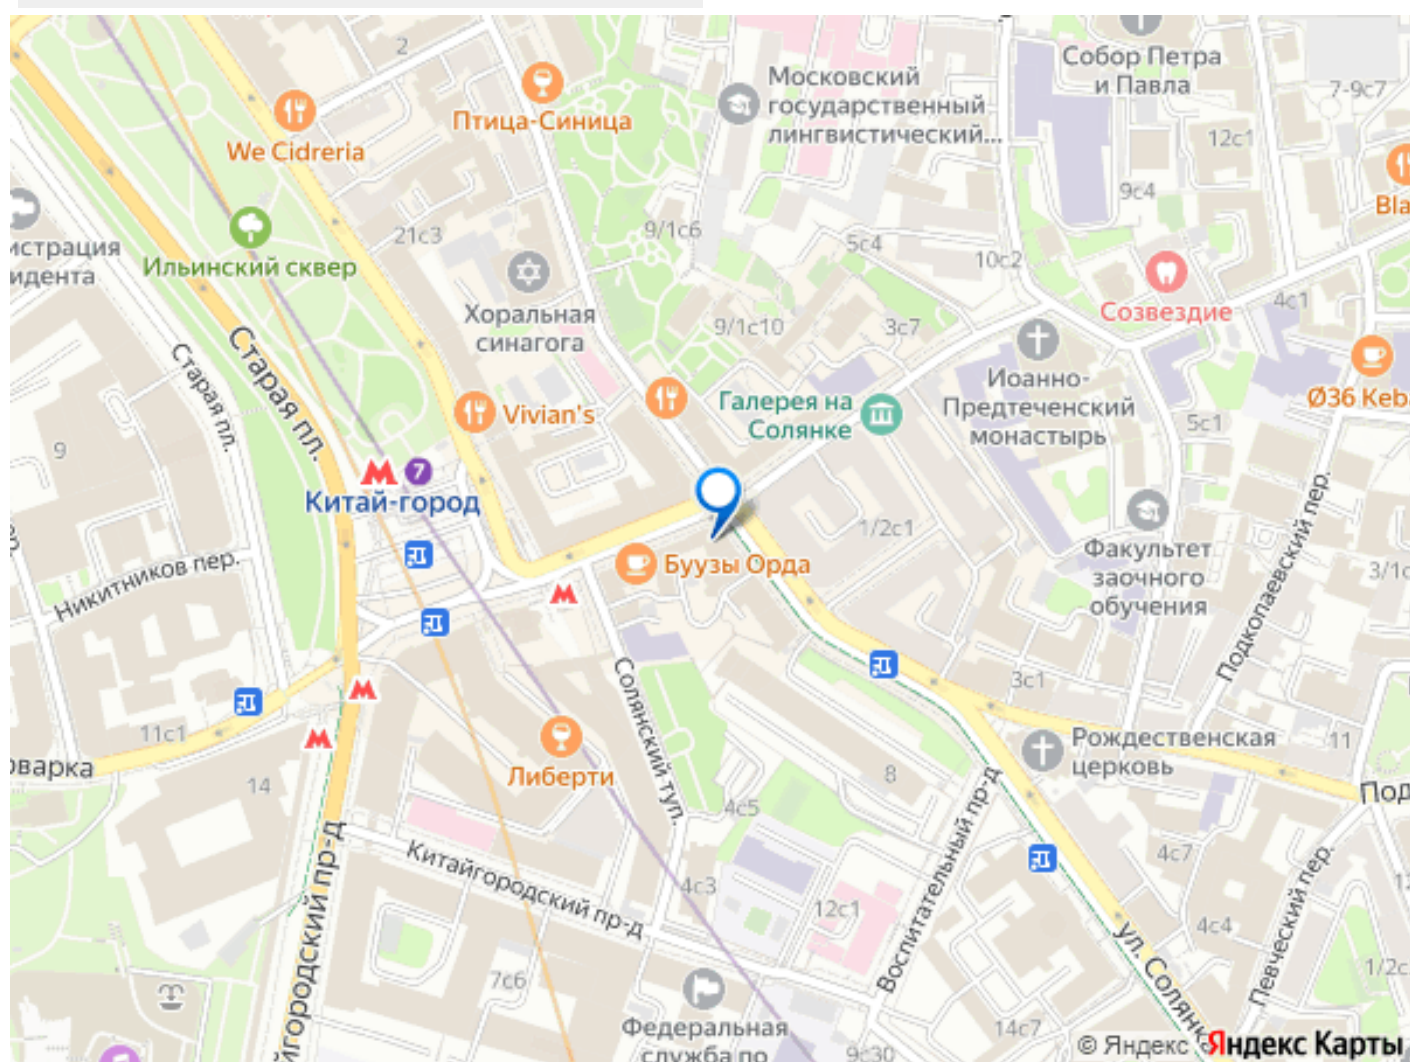 2
Птица-Синица
We Cidreria
Московский
государственный
лингвистический...
Собор Петра
и Павла
7-9с7
12с1
9с4
Bla
истрация
идента
Ильинский сквер
21с3
9/1с6
5с4
10с2
Хоральная
синагога
9/1с10
3с7
Созвездие
4с1
Старая пл.
Старая пл.
Vivian's
Галерея на
Солянке
Иоанно-
Предтеченский
монастырь
Ø36 Keb
5с1
9
7
Китай-город
1/2с1
Никитников пер.
Буузы Орда
Факультет
заочного
обучения
Подкопаевский пер.
3/1с
Солянский туп.
3с1
11с1
оварка
14
Либерти
8
Рождественская
церковь
11
Под
4с5
Китайгородский пр-д
4с3
12с1
Воспитательный пр-д
4с7
4с4
Певческий пер.
12
1/2с
игородский пр-д
7с6
Федеральная
служба по
9с30
14с7
ул. Солянка
© Яндекс
Яндекс Карты